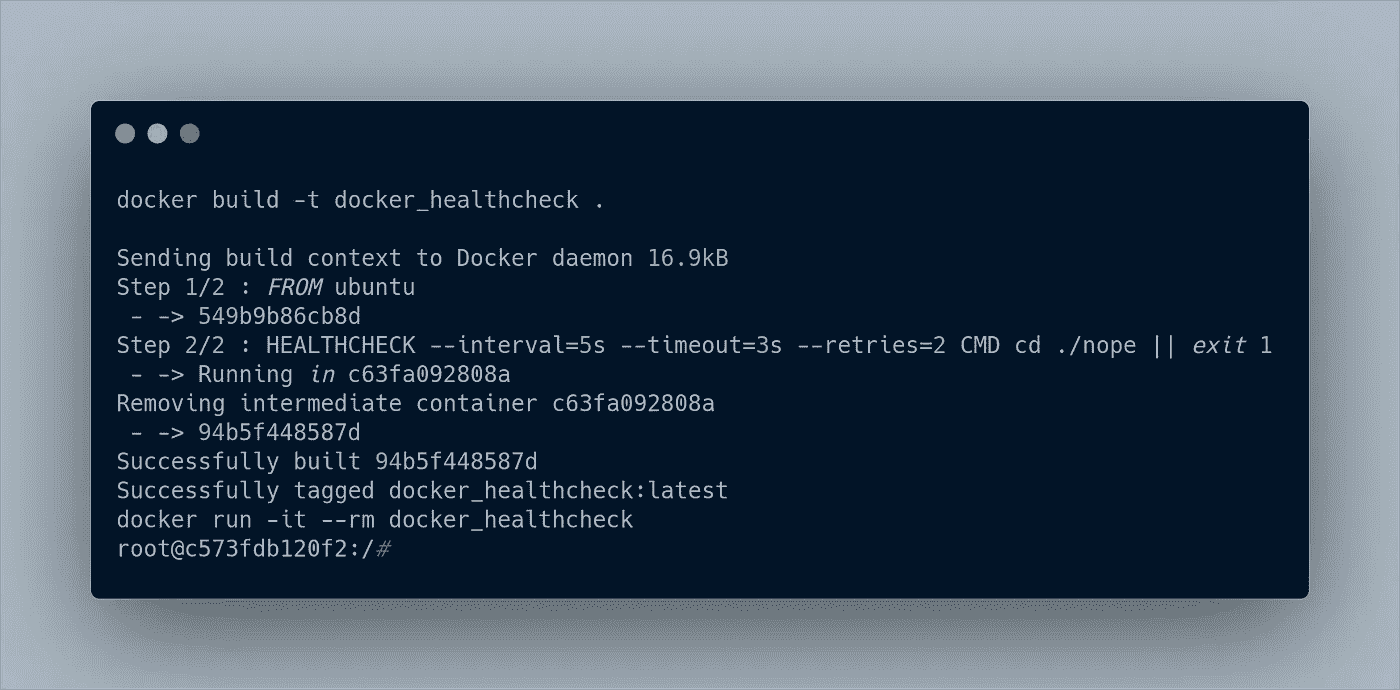 docker build -t docker_healthcheck .
Sending build context to Docker daemon 16.9kB
Step 1/2 : FROM ubuntu
- -> 549b9b86cb8d
Step 2/2 : HEALTHCHECK --interval=5s --timeout=3s --retries=2 CMD cd ./nope || exit 1
- -> Running in c63fa092808a
Removing intermediate container c63fa092808a
- -> 94b5f448587d
Successfully built 94b5f448587d
Successfully tagged docker_healthcheck:latest
docker run -it --rm docker_healthcheck
root@c573fdb120f2:/#